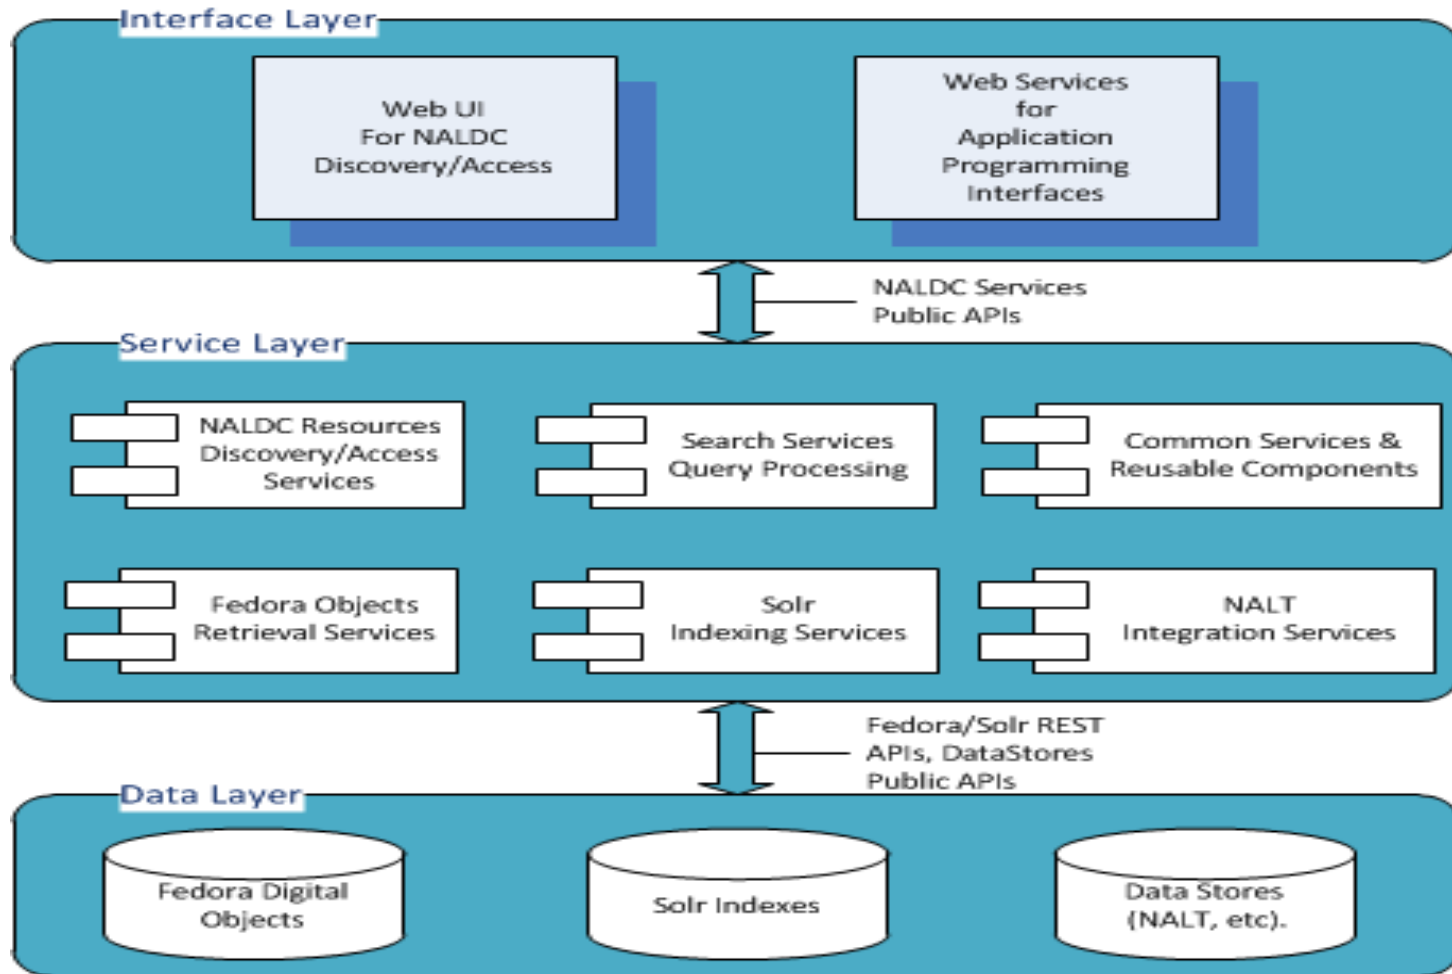 Interface Layer
Web UI
For NALDC
Discovery/Access
Web Services
for
Application
Programming
Interfaces
NALDC Services
Public APIs
Service Layer
NALDC Resources
Discovery/Access
Services
Search Services
Query Processing
Common Services &
Reusable Components
Fedora Objects
Retrieval Services
Solr
Indexing Services
NALT
Integration Services
Fedora/Solr REST
APIs, DataStores
Public APIs
Data Layer
Fedora Digital
Objects
Solr Indexes
Data Stores
(NALT, etc).